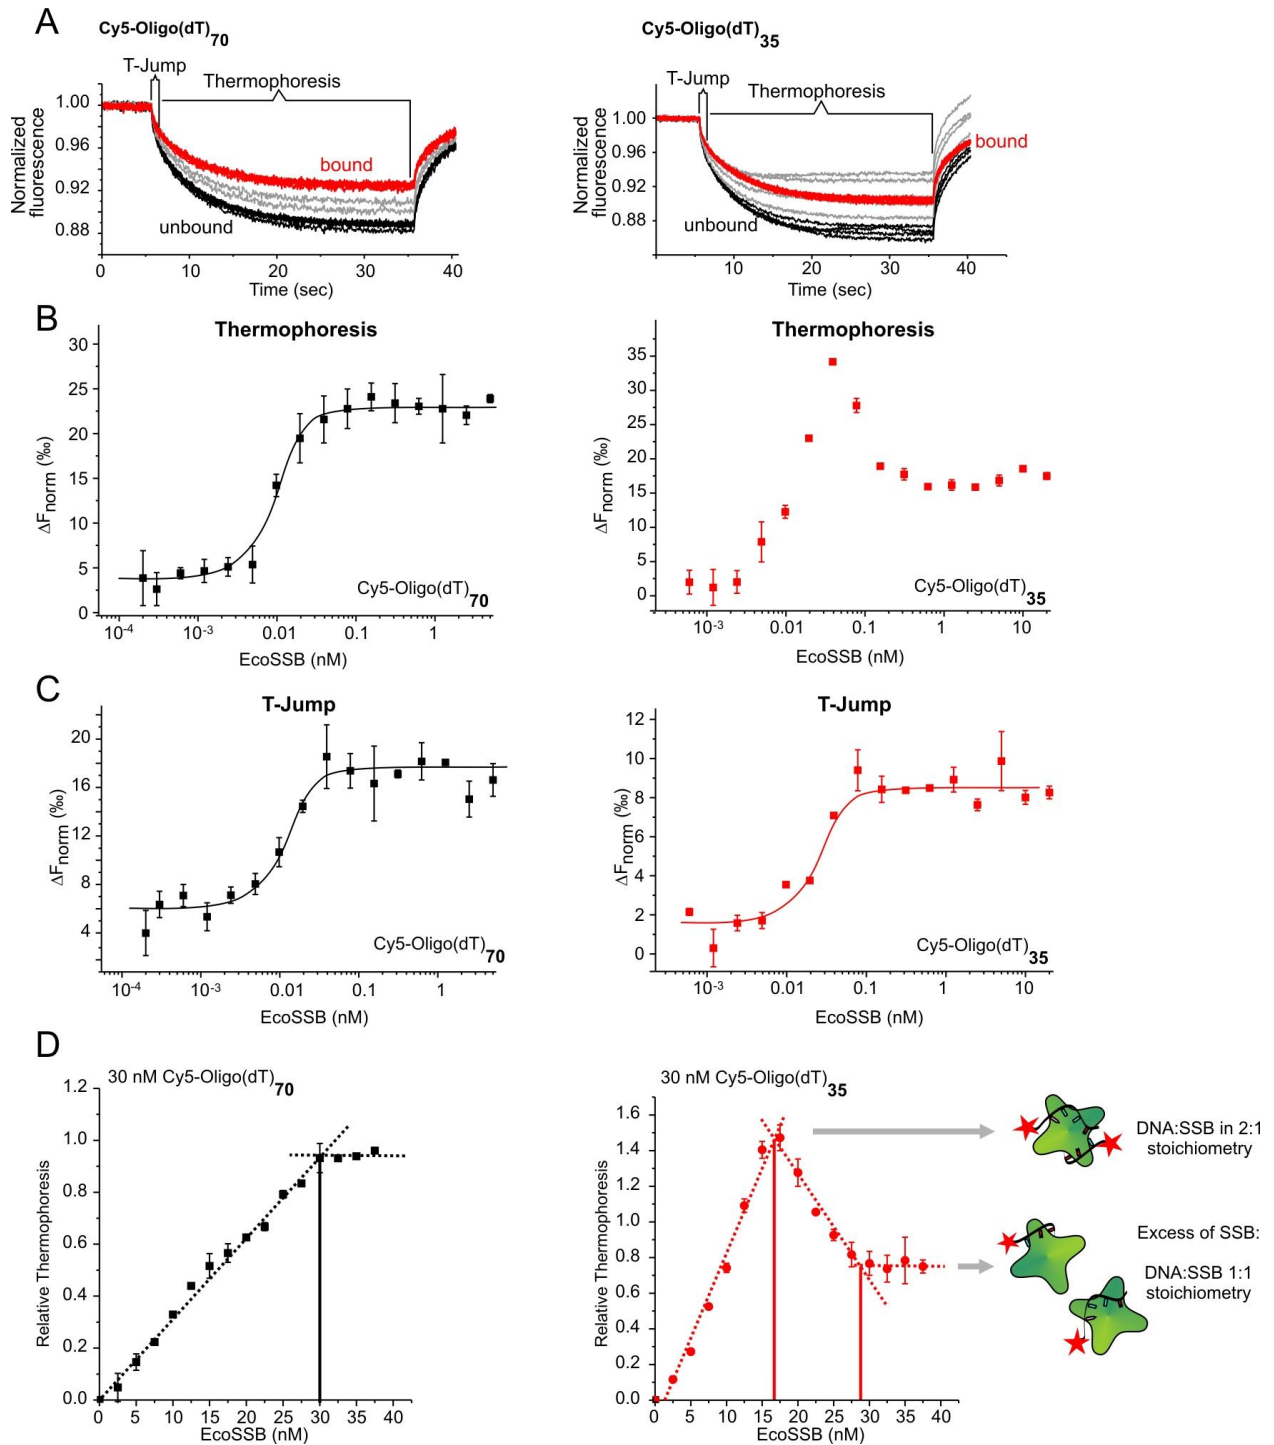 A
Cy5-Oligo(dT)70
T-Jump
Thermophoresis
Normalized
fluorescence
1.00
0.96
0.92
0.88
bound
unbound
0
10
20
30
40
Time (sec)
Cy5-Oligo(dT)35
T-Jump
Thermophoresis
Normalized
fluorescence
1.00
0.96
0.92
0.88
bound
unbound
10
20
30
40
Time (sec)
B
Thermophoresis
ΔFnorm (‰)
30
25
20
15
10
5
0
Cy5-Oligo(dT)70
10-4
10-3
0.01
0.1
1
EcoSSB (nM)
Thermophoresis
ΔFnorm (‰)
35
30
25
20
15
10
5
0
Cy5-Oligo(dT)35
10-3
0.01
0.1
1
10
EcoSSB (nM)
C
T-Jump
ΔFnorm (‰)
20
16
12
8
4
Cy5-Oligo(dT)70
10-4
10-3
0.01
0.1
1
EcoSSB (nM)
T-Jump
ΔFnorm (‰)
12
10
8
6
4
2
0
Cy5-Oligo(dT)35
10-3
0.01
0.1
1
10
EcoSSB (nM)
D
30 nM Cy5-Oligo(dT)70
Relative Thermophoresis
1.2
1.0
0.8
0.6
0.4
0.2
0.0
0
5
10
15
20
25
30
35
40
EcoSSB (nM)
30 nM Cy5-Oligo(dT)35
Relative Thermophoresis
1.6
1.4
1.2
1.0
0.8
0.6
0.4
0.2
0.0
0
5
10
15
20
25
30
35
40
EcoSSB (nM)
DNA:SSB in 2:1
stoichiometry
Excess of SSB:
DNA:SSB 1:1
stoichiometry